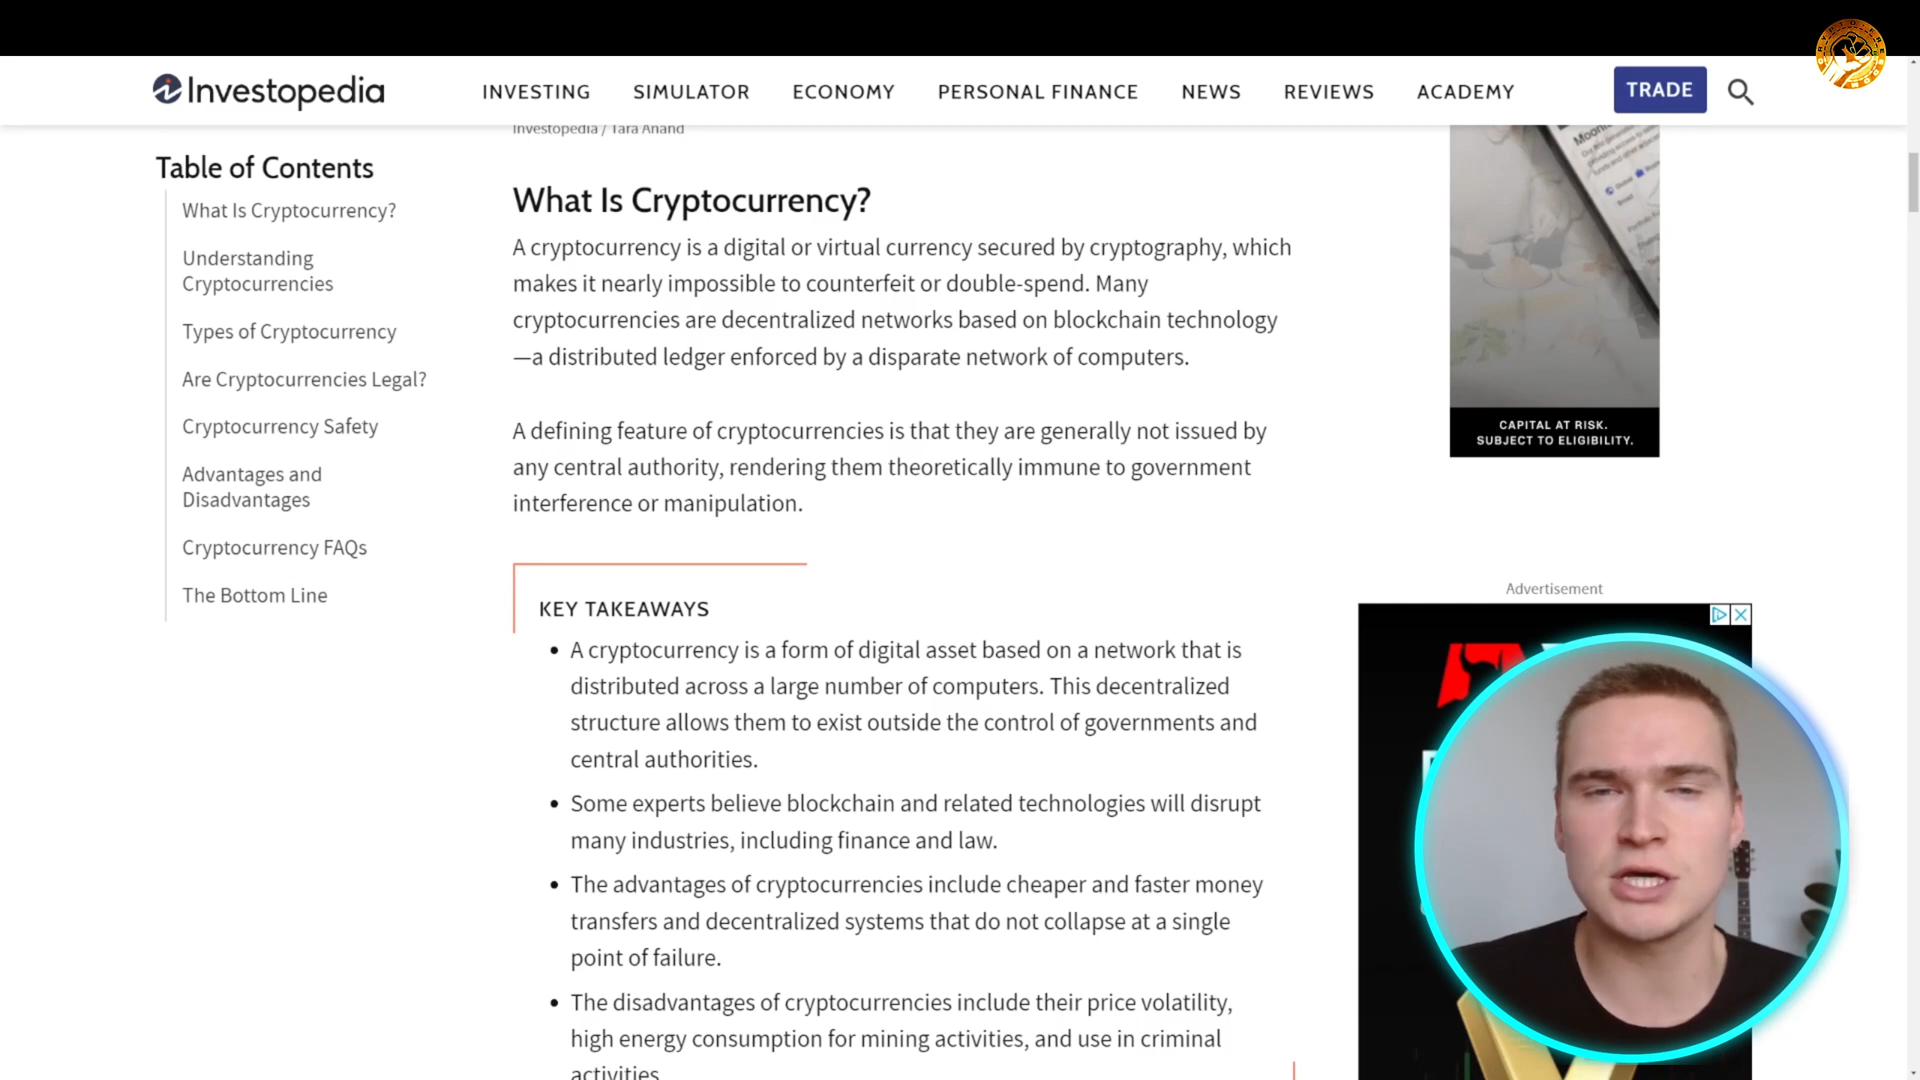 Investopedia
INVESTING
SIMULATOR
ECONOMY
PERSONAL FINANCE
NEWS
REVIEWS
ACADEMY
TRADE
Investopedia / Tara Anand
Table of Contents
What Is Cryptocurrency?
Understanding
Cryptocurrencies
Types of Cryptocurrency
Are Cryptocurrencies Legal?
Cryptocurrency Safety
Advantages and
Disadvantages
Cryptocurrency FAQs
The Bottom Line
What Is Cryptocurrency?
A cryptocurrency is a digital or virtual currency secured by cryptography, which
makes it nearly impossible to counterfeit or double-spend. Many
cryptocurrencies are decentralized networks based on blockchain technology
—a distributed ledger enforced by a disparate network of computers.
A defining feature of cryptocurrencies is that they are generally not issued by
any central authority, rendering them theoretically immune to government
interference or manipulation.
KEY TAKEAWAYS
• A cryptocurrency is a form of digital asset based on a network that is
distributed across a large number of computers. This decentralized
structure allows them to exist outside the control of governments and
central authorities.
• Some experts believe blockchain and related technologies will disrupt
many industries, including finance and law.
• The advantages of cryptocurrencies include cheaper and faster money
transfers and decentralized systems that do not collapse at a single
point of failure.
• The disadvantages of cryptocurrencies include their price volatility,
high energy consumption for mining activities, and use in criminal
activities.
CAPITAL AT RISK.
SUBJECT TO ELIGIBILITY.
Advertisement